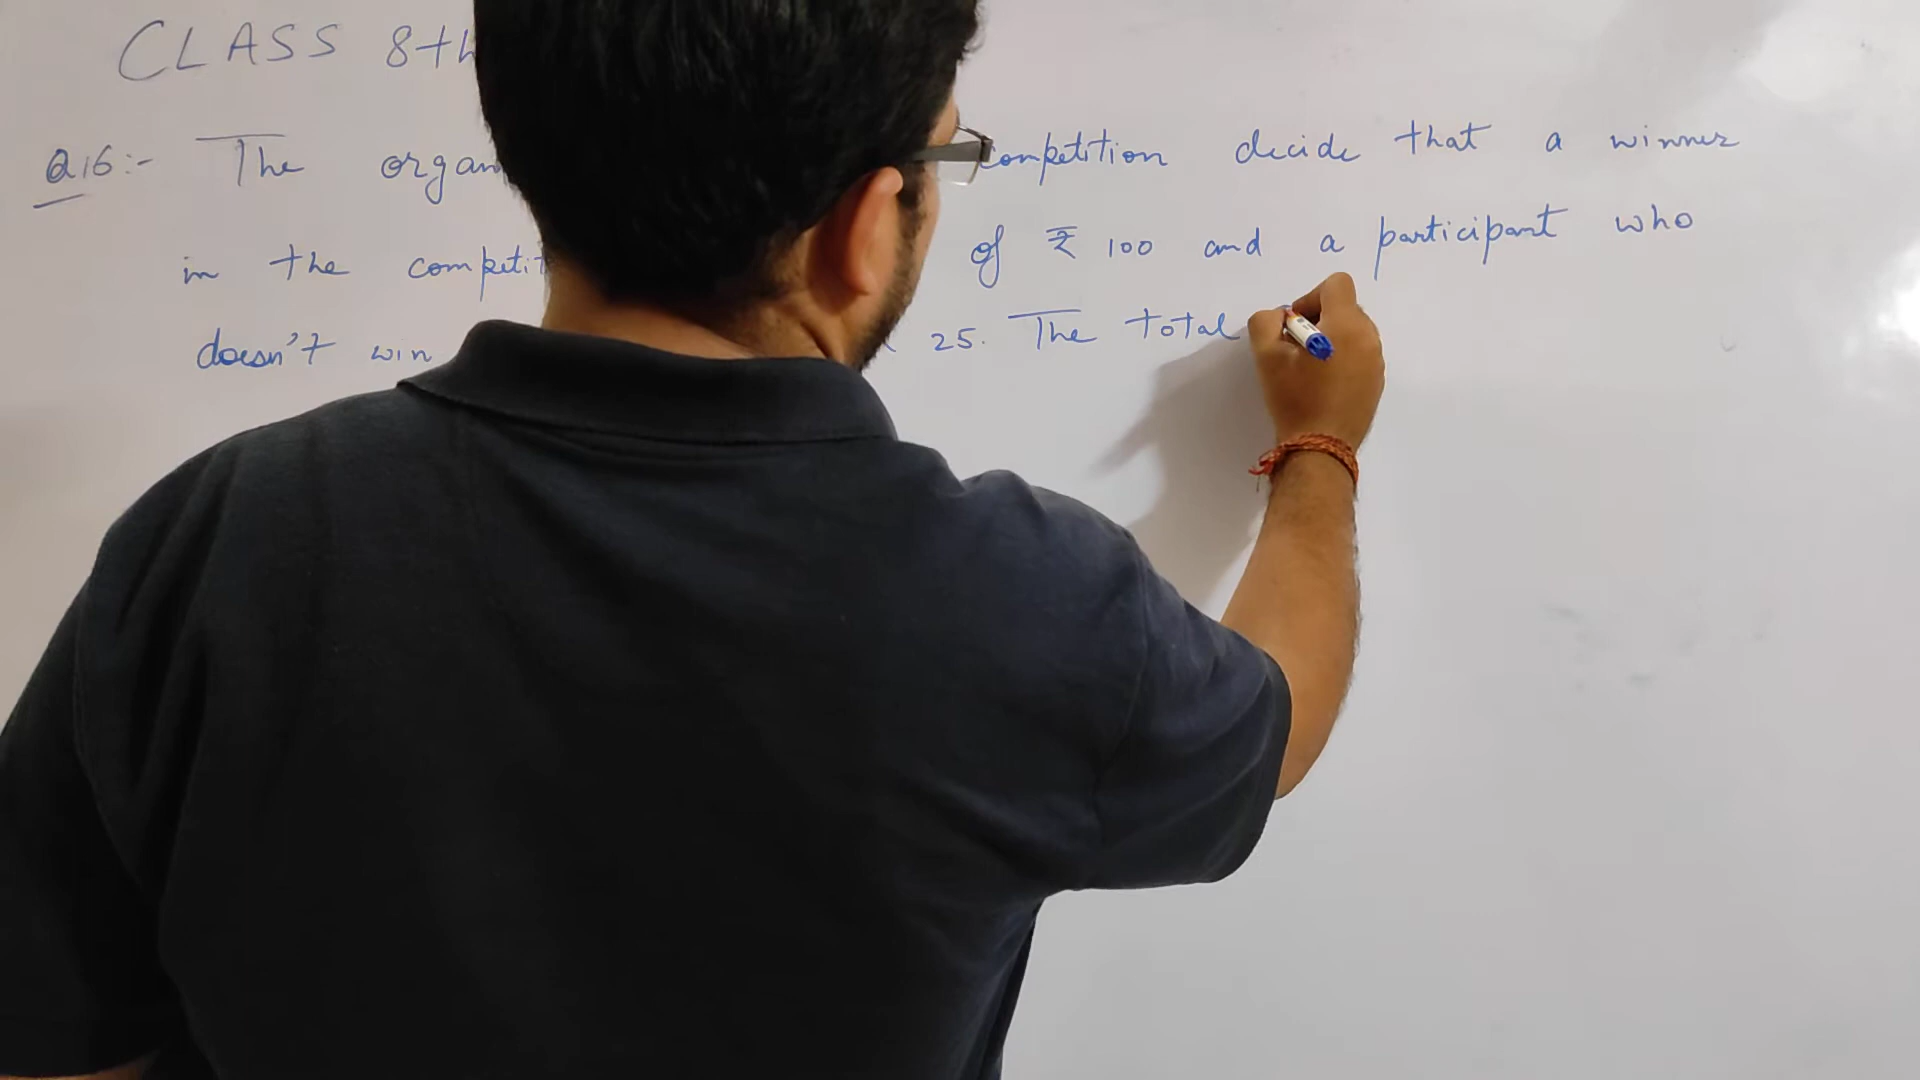 CLASS 8th
Q16:- The organ competition decide that a winner
in the competit of ₹ 100 and a participant who
doesn't win 25. The total